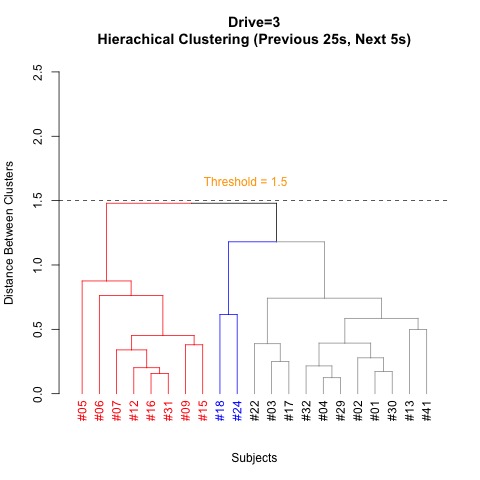 Drive=3
Hierachical Clustering (Previous 25s, Next 5s)
Distance Between Clusters
2.5
2.0
1.5
1.0
0.5
0.0
Threshold = 1.5
#05 #06 #07 #12 #16 #31 #09 #15 #18 #24 #22 #03 #17 #32 #04 #29 #02 #01 #30 #13 #41
Subjects